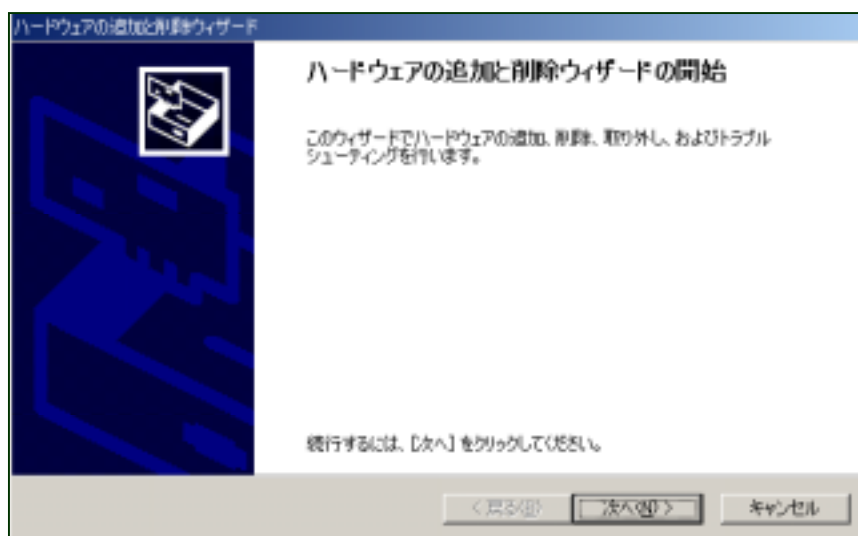 ハードウェアの追加と削除ウィザード
ハードウェアの追加と削除ウィザードの開始
このウィザードでハードウェアの追加、削除、取り外し、およびトラブル
シューティングを行います。
続行するには、[次へ] をクリックしてください。
< 戻る(B) 次へ(N) > キャンセル